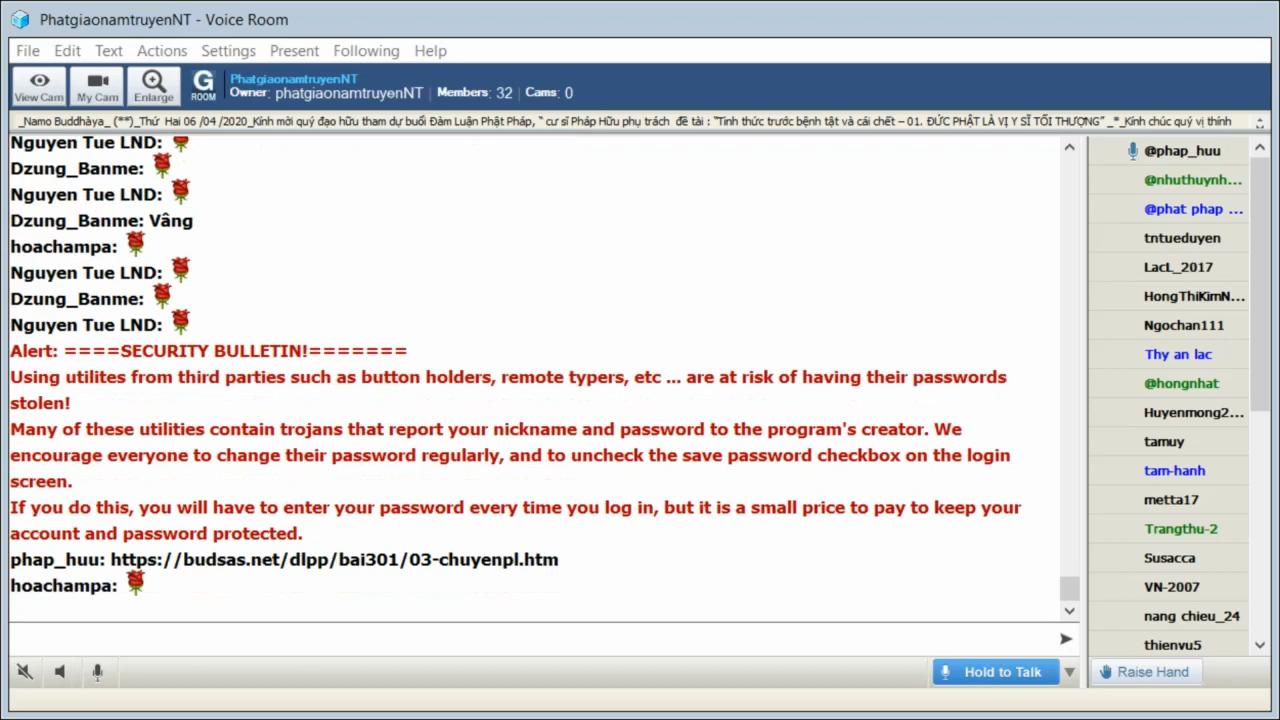 PhatgiaonamtruyenNT - Voice Room
File Edit Text Actions Settings Present Following Help
View Cam My Cam Enlarge G ROOM
PhatgiaonamtruyenNT
Owner: phatgiaonamtruyenNT | Members: 32 | Cams: 0
_Namo Buddhàya_ (**)_Thứ Hai 06 /04 /2020_Kính mời quý đạo hữu tham dự buổi Đàm Luận Phật Pháp, “ cư sĩ Pháp Hữu phụ trách đề tài : “Tỉnh thức trước bệnh tật và cái chết – 01. ĐỨC PHẬT LÀ VỊ Y SĨ TỐI THƯỢNG” _*_Kính chúc quý vị thính
Nguyen Tue LND:
Dzung_Banme:
Nguyen Tue LND:
Dzung_Banme: Vâng
hoachampa:
Nguyen Tue LND:
Dzung_Banme:
Nguyen Tue LND:
Alert: ====SECURITY BULLETIN!=======
Using utilites from third parties such as button holders, remote typers, etc ... are at risk of having their passwords
stolen!
Many of these utilities contain trojans that report your nickname and password to the program's creator. We
encourage everyone to change their password regularly, and to uncheck the save password checkbox on the login
screen.
If you do this, you will have to enter your password every time you log in, but it is a small price to pay to keep your
account and password protected.
phap_huu: https://budsas.net/dlpp/bai301/03-chuyenpl.htm
hoachampa:
@phap_huu
@nhuthuynh...
@phat phap ...
tntueduyen
LacL_2017
HongThiKimN...
Ngochan111
Thy an lac
@hongnhat
Huyenmong2...
tamuy
tam-hanh
metta17
Trangthu-2
Susacca
VN-2007
nang chieu_24
thienvu5
Hold to Talk
Raise Hand